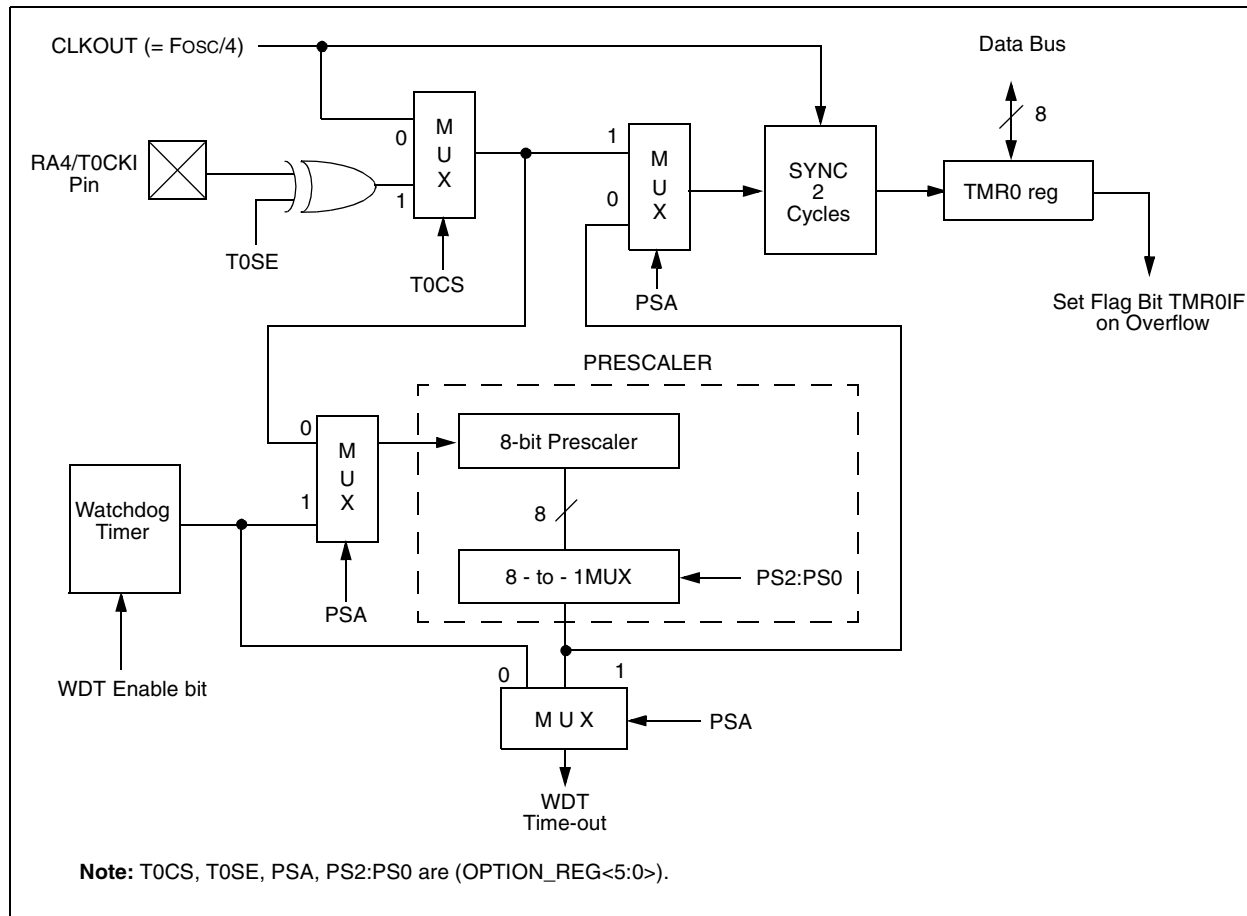 CLKOUT (= FOSC/4)
Data Bus
8
RA4/T0CKI
Pin
0
1
M
U
X
T0SE
T0CS
1
0
M
U
X
PSA
SYNC
2
Cycles
TMR0 reg
Set Flag Bit TMR0IF
on Overflow
PRESCALER
0
1
M
U
X
PSA
8-bit Prescaler
8
8 - to - 1MUX
PS2:PS0
Watchdog
Timer
WDT Enable bit
0
1
M U X
PSA
WDT
Time-out
Note: T0CS, T0SE, PSA, PS2:PS0 are (OPTION_REG<5:0>).